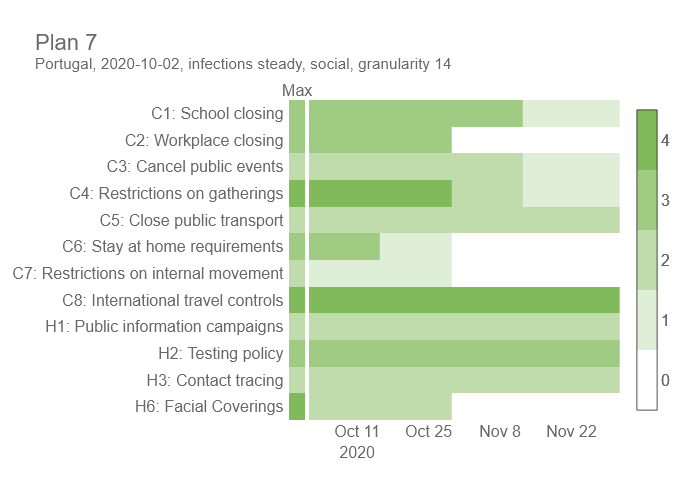 Plan 7
Portugal, 2020-10-02, infections steady, social, granularity 14
Max
C1: School closing
C2: Workplace closing
C3: Cancel public events
C4: Restrictions on gatherings
C5: Close public transport
C6: Stay at home requirements
C7: Restrictions on internal movement
C8: International travel controls
H1: Public information campaigns
H2: Testing policy
H3: Contact tracing
H6: Facial Coverings
4
3
2
1
0
Oct 11 Oct 25 Nov 8 Nov 22
2020